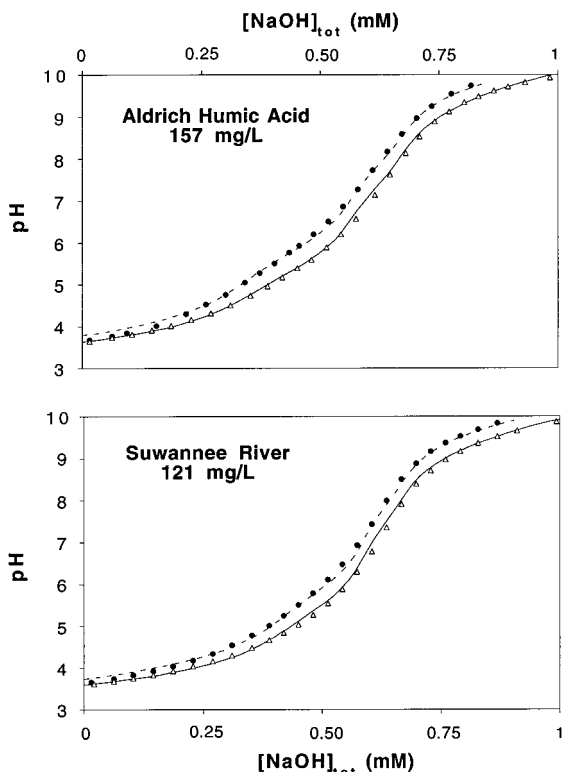 [NaOH]tot (mM)
0 0.25 0.50 0.75 1
10
Aldrich Humic Acid
157 mg/L
9
8
7
pH
6
5
4
3
10
Suwannee River
121 mg/L
9
8
7
pH
6
5
4
3
0 0.25 0.50 0.75 1
[NaOH]tot (mM)